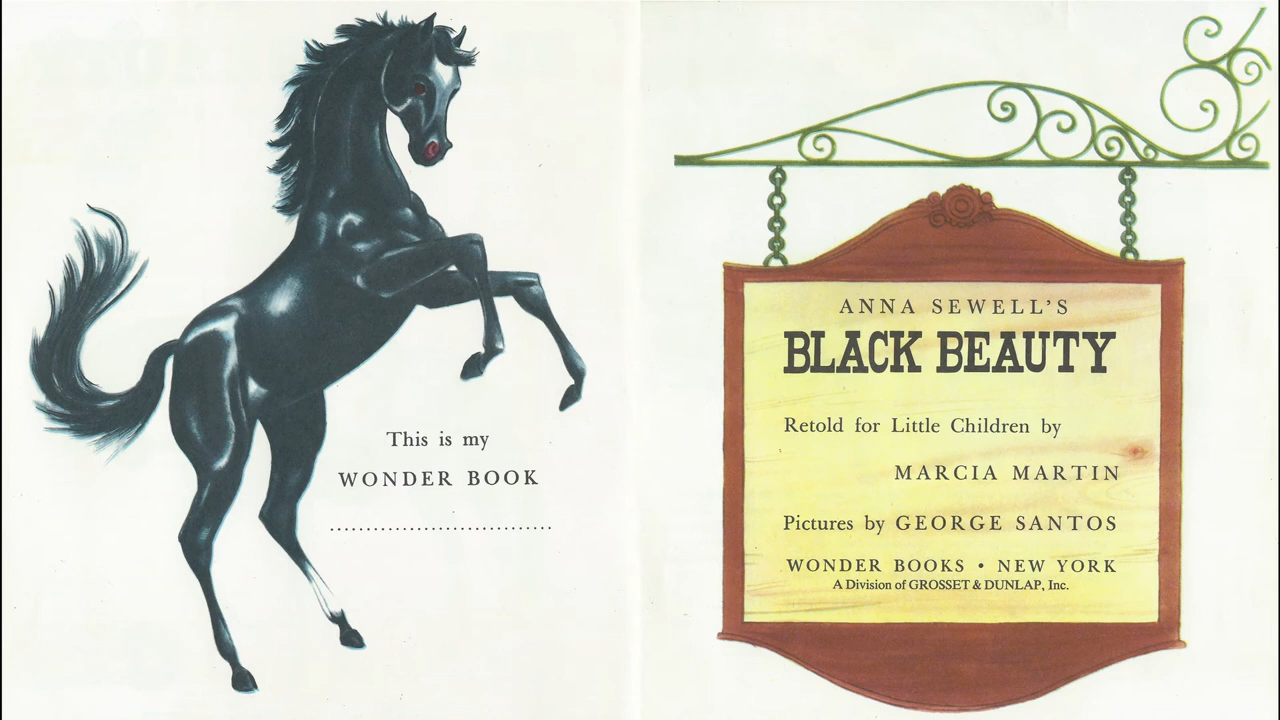 This is my
WONDER BOOK
..............................
ANNA SEWELL'S
BLACK BEAUTY
Retold for Little Children by
MARCIA MARTIN
Pictures by GEORGE SANTOS
WONDER BOOKS • NEW YORK
A Division of GROSSET & DUNLAP, Inc.